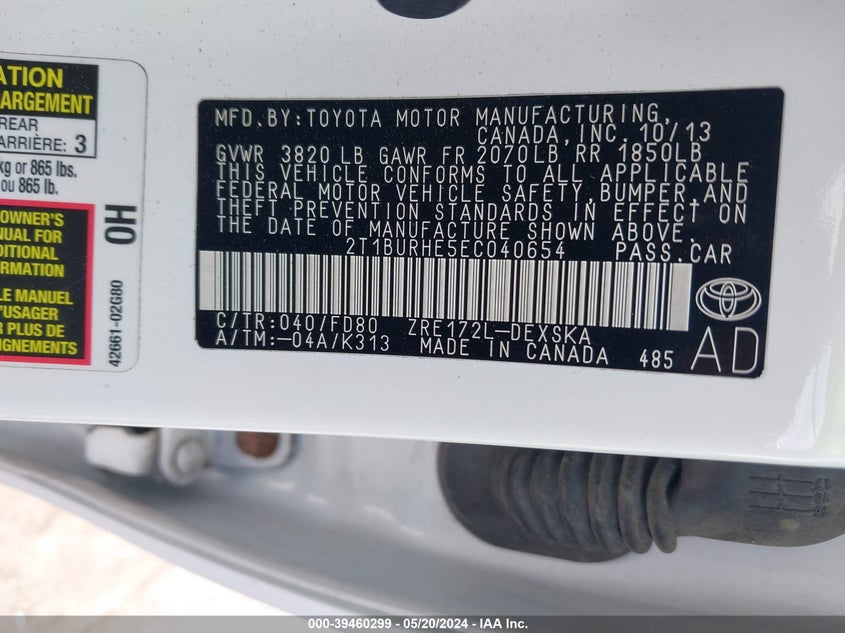 ATION
ARGEMENT
REAR
ARRIÈRE: 3
kg or 865 lbs.
ou 865 lb.
OWNER'S
NUAL FOR
DITIONAL
FORMATION
LE MANUEL
'USAGER
R PLUS DE
IGNEMENTS
OH
42661-02G80
MFD.BY:TOYOTA MOTOR MANUFACTURING,
CANADA,INC.10/13
GVWR 3820 LB GAWR FR 2070LB RR 1850LB
THIS VEHICLE CONFORMS TO ALL APPLICABLE
FEDERAL MOTOR VEHICLE SAFETY,BUMPER,AND
THEFT PREVENTION STANDARDS IN EFFECT ON
THE DATE OF MANUFACTURE SHOWN ABOVE.
2T1BURHE5EC040654 PASS.CAR
C/TR:040/FD80 ZRE172L-DEXSKA
A/TM:-04A/K313 MADE IN CANADA 485 AD
000-39460299 - 05/20/2024 - IAA Inc.